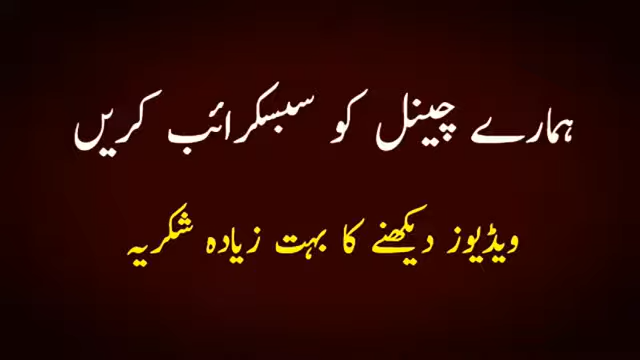 ہمارے چینل کو سبسکرائب کریں
ویڈیوز دیکھنے کا بہت زیادہ شکریہ